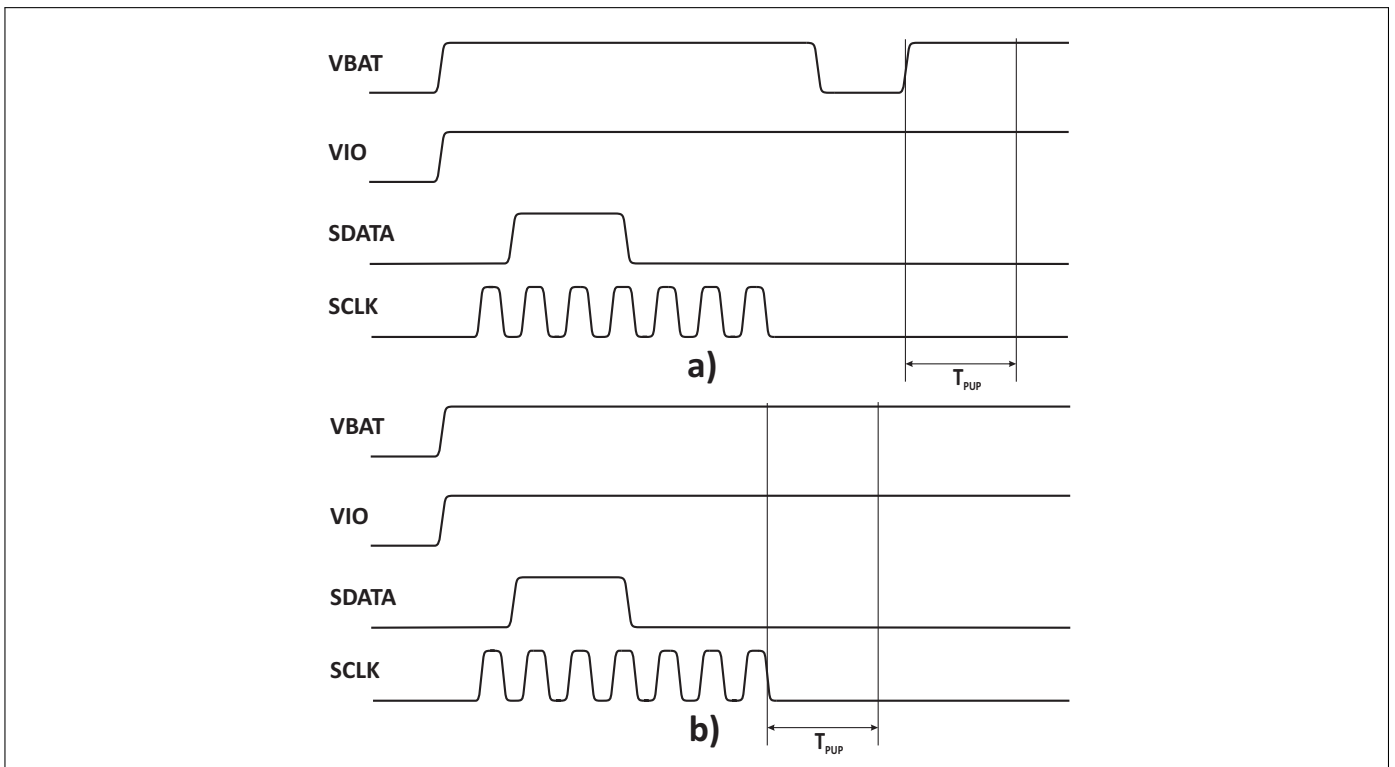 VBAT
VIO
SDATA
SCLK
a)
TPUP
VBAT
VIO
SDATA
SCLK
b)
TPUP